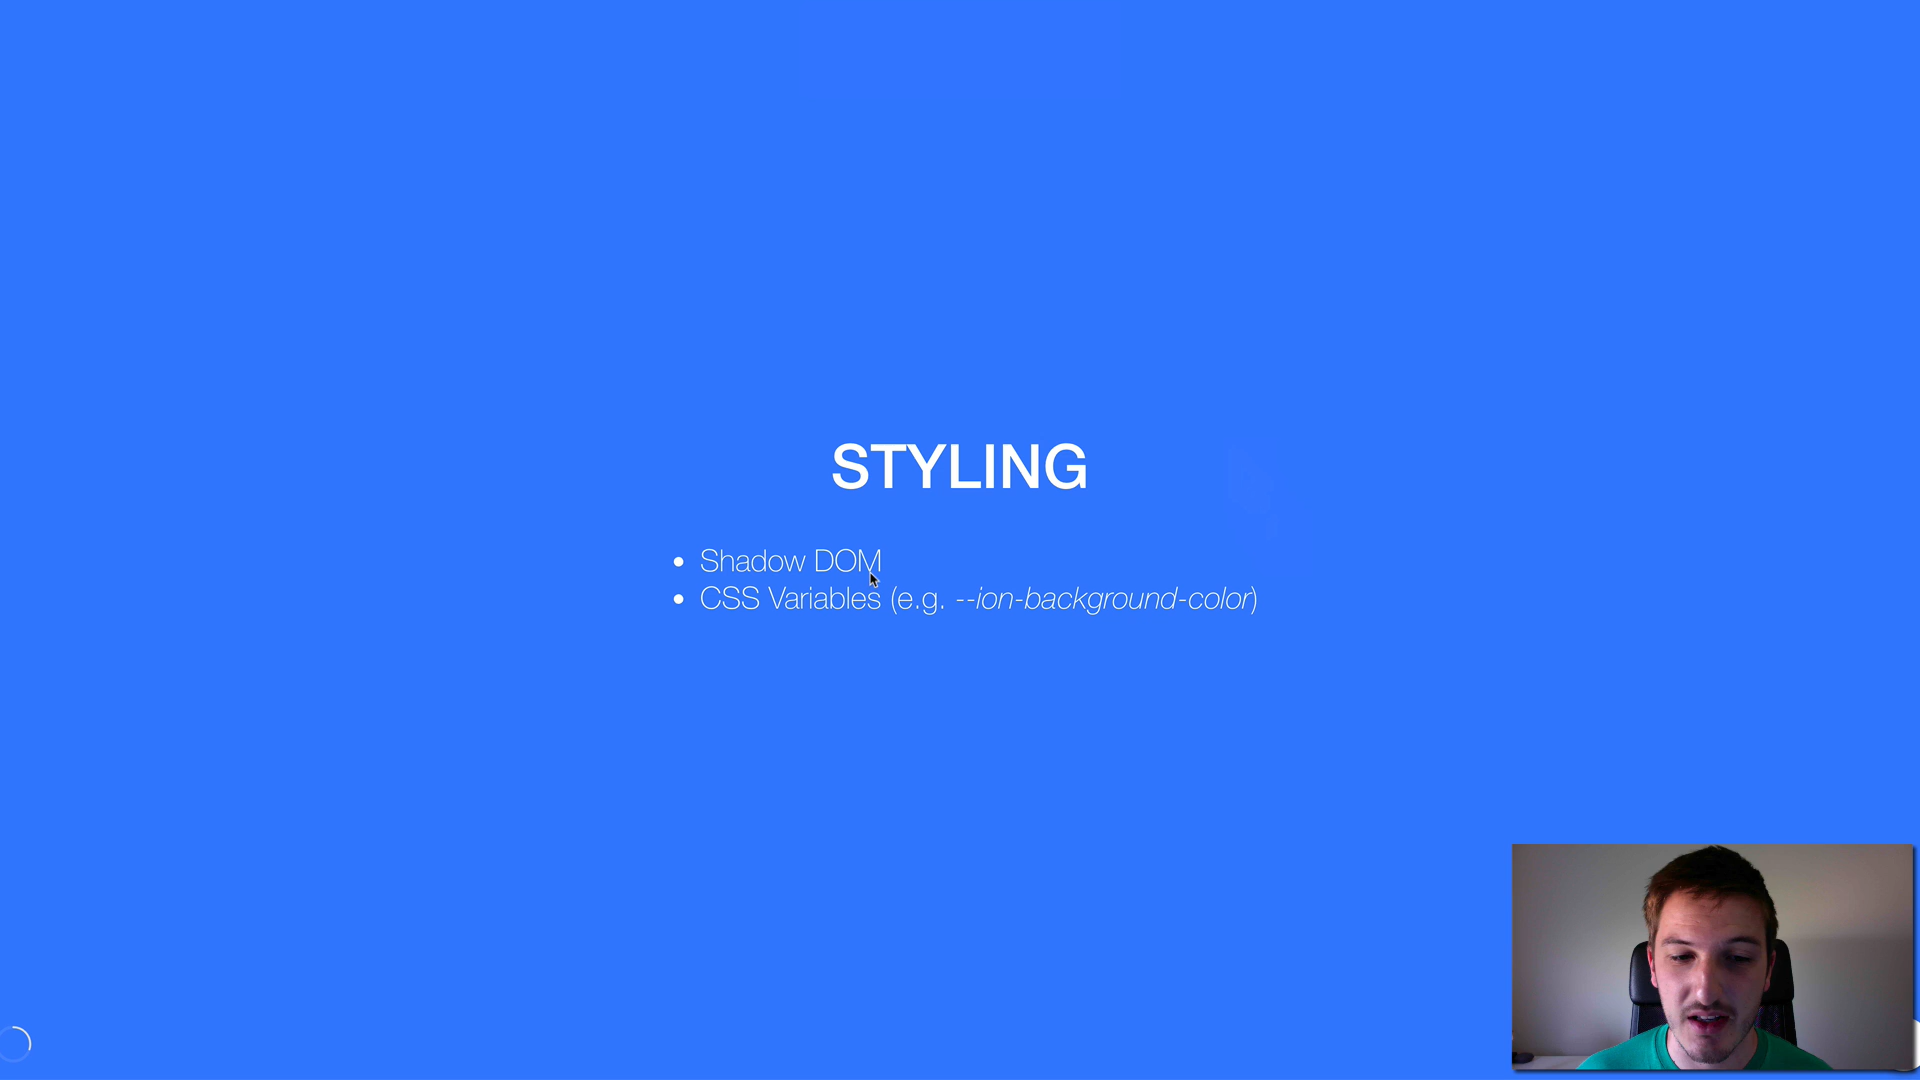 STYLING
Shadow DOM
CSS Variables (e.g. --ion-background-color)